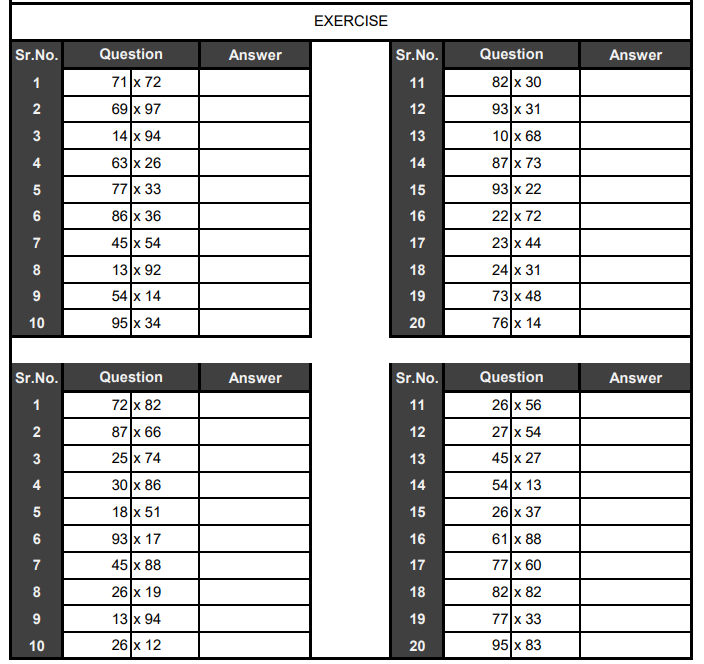 EXERCISE
Sr.No. Question Answer Sr.No. Question Answer
1 71 x 72 11 82 x 30
2 69 x 97 12 93 x 31
3 14 x 94 13 10 x 68
4 63 x 26 14 87 x 73
5 77 x 33 15 93 x 22
6 86 x 36 16 22 x 72
7 45 x 54 17 23 x 44
8 13 x 92 18 24 x 31
9 54 x 14 19 73 x 48
10 95 x 34 20 76 x 14
Sr.No. Question Answer Sr.No. Question Answer
1 72 x 82 11 26 x 56
2 87 x 66 12 27 x 54
3 25 x 74 13 45 x 27
4 30 x 86 14 54 x 13
5 18 x 51 15 26 x 37
6 93 x 17 16 61 x 88
7 45 x 88 17 77 x 60
8 26 x 19 18 82 x 82
9 13 x 94 19 77 x 33
10 26 x 12 20 95 x 83